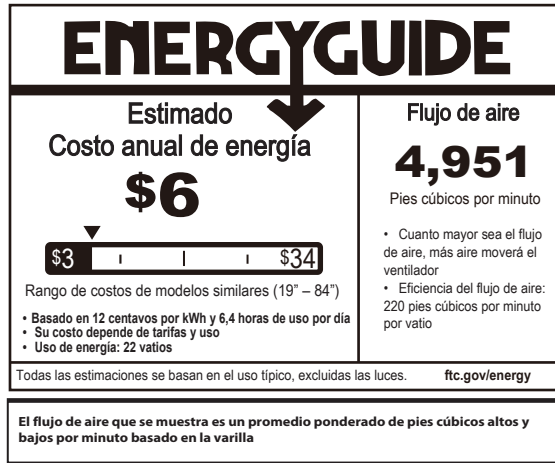 ENERGYGUIDE
Estimado
Costo anual de energía
$6
$3
$34
Rango de costos de modelos similares (19” – 84”)
• Basado en 12 centavos por kWh y 6,4 horas de uso por día
• Su costo depende de tarifas y uso
• Uso de energía: 22 vatios
Flujo de aire
4,951
Pies cúbicos por minuto
• Cuanto mayor sea el flujo
de aire, más aire moverá el
ventilador
• Eficiencia del flujo de aire:
220 pies cúbicos por minuto
por vatio
Todas las estimaciones se basan en el uso típico, excluidas las luces. ftc.gov/energy
El flujo de aire que se muestra es un promedio ponderado de pies cúbicos altos y
bajos por minuto basado en la varilla